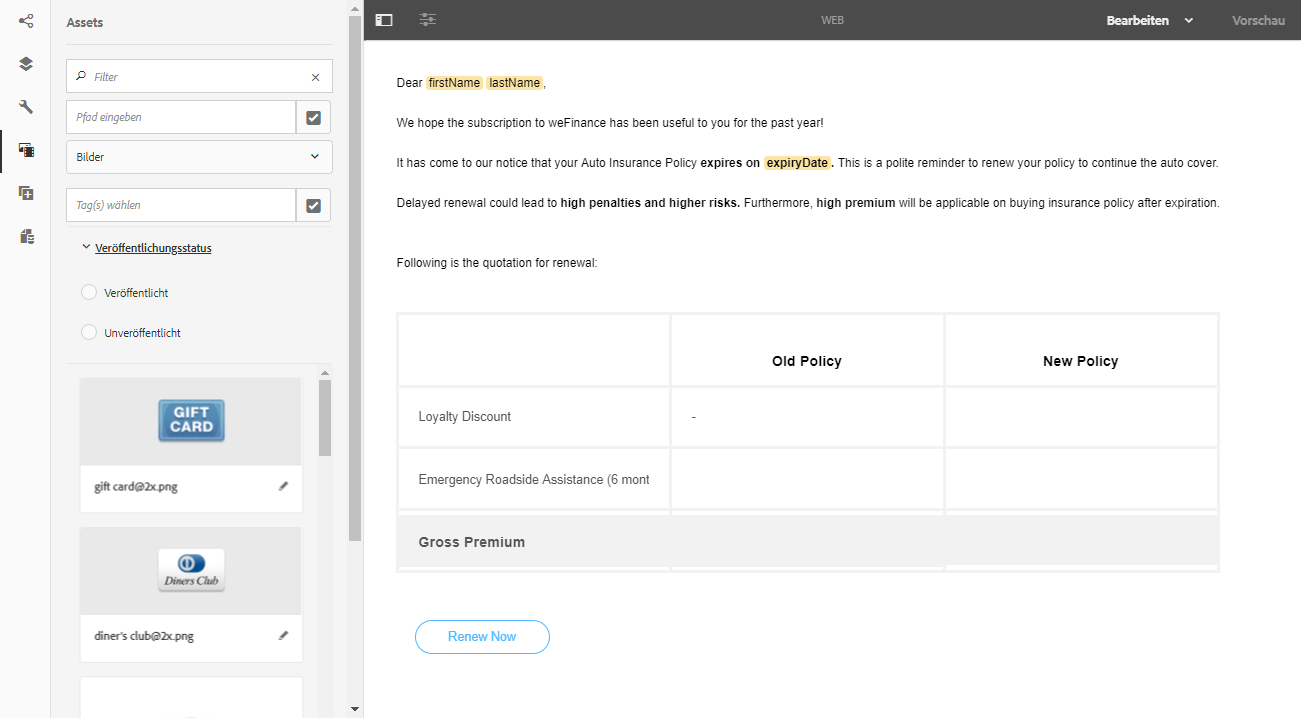 Assets
Filter
Pfad eingeben
Bilder
Tag(s) wählen
Veröffentlichungsstatus
Veröffentlicht
Unveröffentlicht
GIFT
CARD
gift card@2x.png
Diners Club
diner's club@2x.png
WEB
Bearbeiten
Vorschau
Dear firstName lastName,
We hope the subscription to weFinance has been useful to you for the past year!
It has come to our notice that your Auto Insurance Policy expires on expiryDate. This is a polite reminder to renew your policy to continue the auto cover.
Delayed renewal could lead to high penalties and higher risks. Furthermore, high premium will be applicable on buying insurance policy after expiration.
Following is the quotation for renewal:
Old Policy New Policy
Loyalty Discount -
Emergency Roadside Assistance (6 mont
Gross Premium
Renew Now